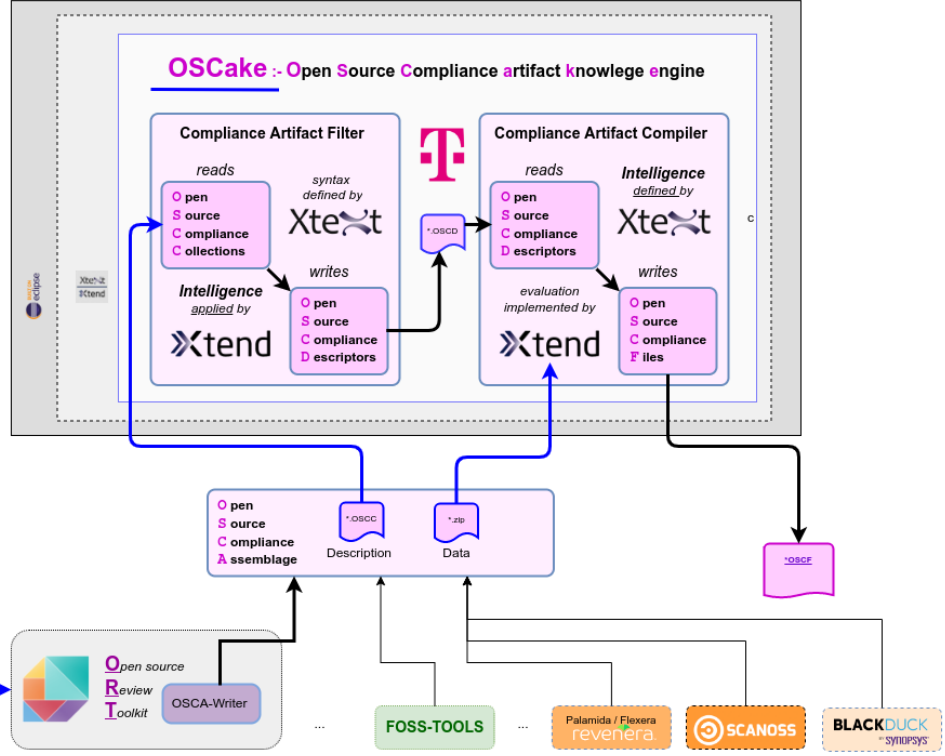 OSCake :- Open Source Compliance artifact knowlege engine
Compliance Artifact Filter
reads
Open
Source
Compliance
Collections
syntax
defined by
Xtext
writes
Intelligence
applied by
Xtend
Open
Source
Compliance
Descriptors
*.OSCD
Compliance Artifact Compiler
reads
Open
Source
Compliance
Descriptors
Intelligence
defined by
Xtext
writes
evaluation
implemented by
Xtend
Open
Source
Compliance
Files
c
eclipse
Xtext
Xtend
Open
Source
Compliance
Assemblage
*.OSCC
Description
*.zip
Data
*OSCF
Open source
Review
Toolkit
OSCA-Writer
...
FOSS-TOOLS
...
Palamida / Flexera
revenera.
SCANOSS
BLACKDUCK
BY SYNOPSYS